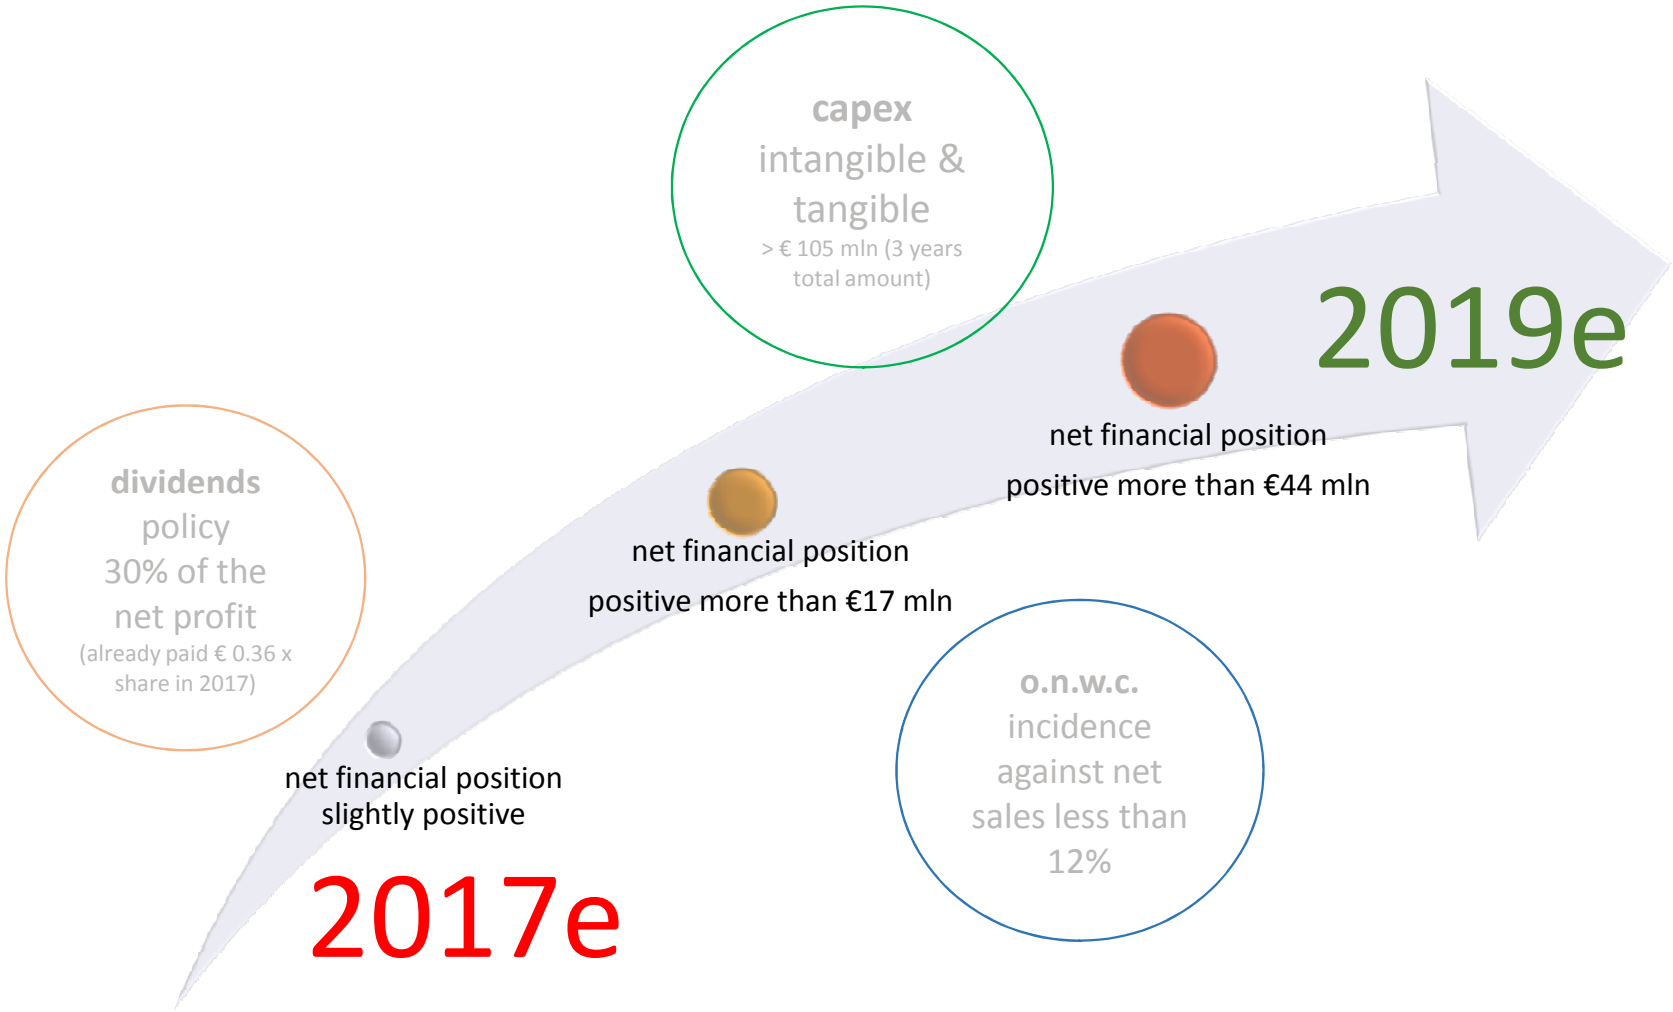 capex
intangible &
tangible
> € 105 mln (3 years
total amount)
2019e
net financial position
positive more than €44 mln
dividends
policy
30% of the
net profit
(already paid € 0.36 x
share in 2017)
net financial position
positive more than €17 mln
o.n.w.c.
incidence
against net
sales less than
12%
net financial position
slightly positive
2017e